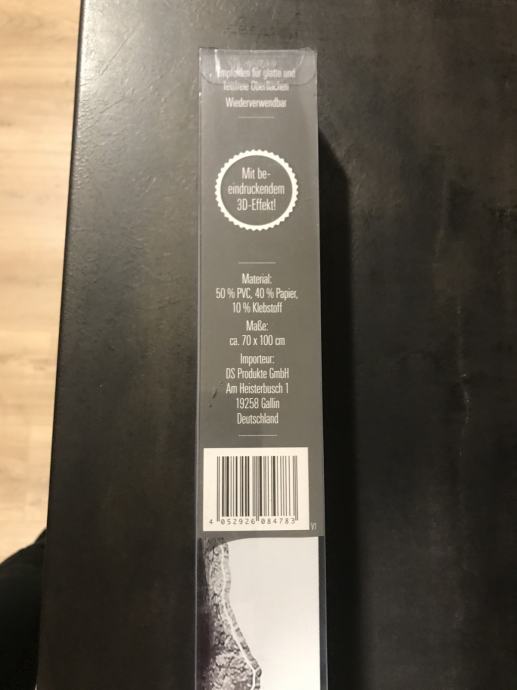 Empfohlen für glatte und
fettfreie Oberflächen
Wiederverwendbar
Mit be-
eindruckendem
3D-Effekt!
Material:
50 % PVC, 40 % Papier,
10 % Klebstoff
Maße:
ca. 70 x 100 cm
Importeur:
DS Produkte GmbH
Am Heisterbusch 1
19258 Gallin
Deutschland
4 052926 084783
V1